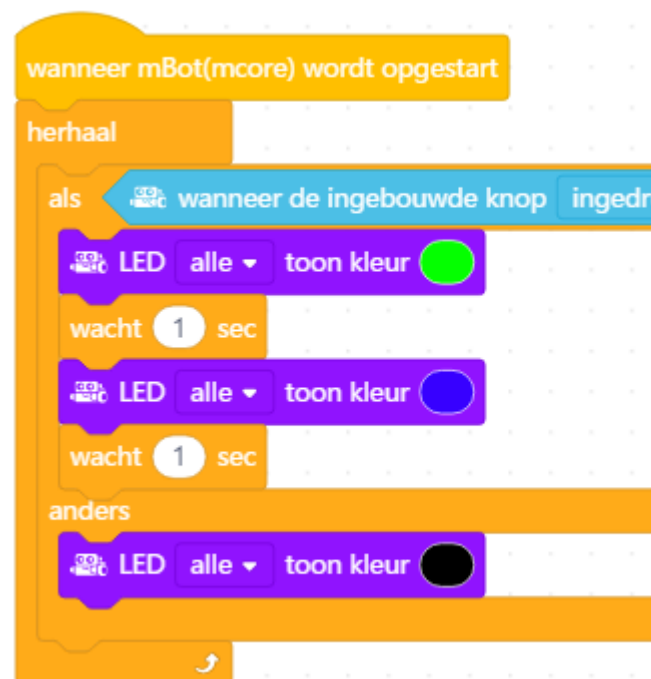 wanneer mBot(mcore) wordt opgestart
herhaal
als wanneer de ingebouwde knop
LED alle toon kleur
wacht 1 sec
LED alle toon kleur
wacht 1 sec
anders
LED alle toon kleur